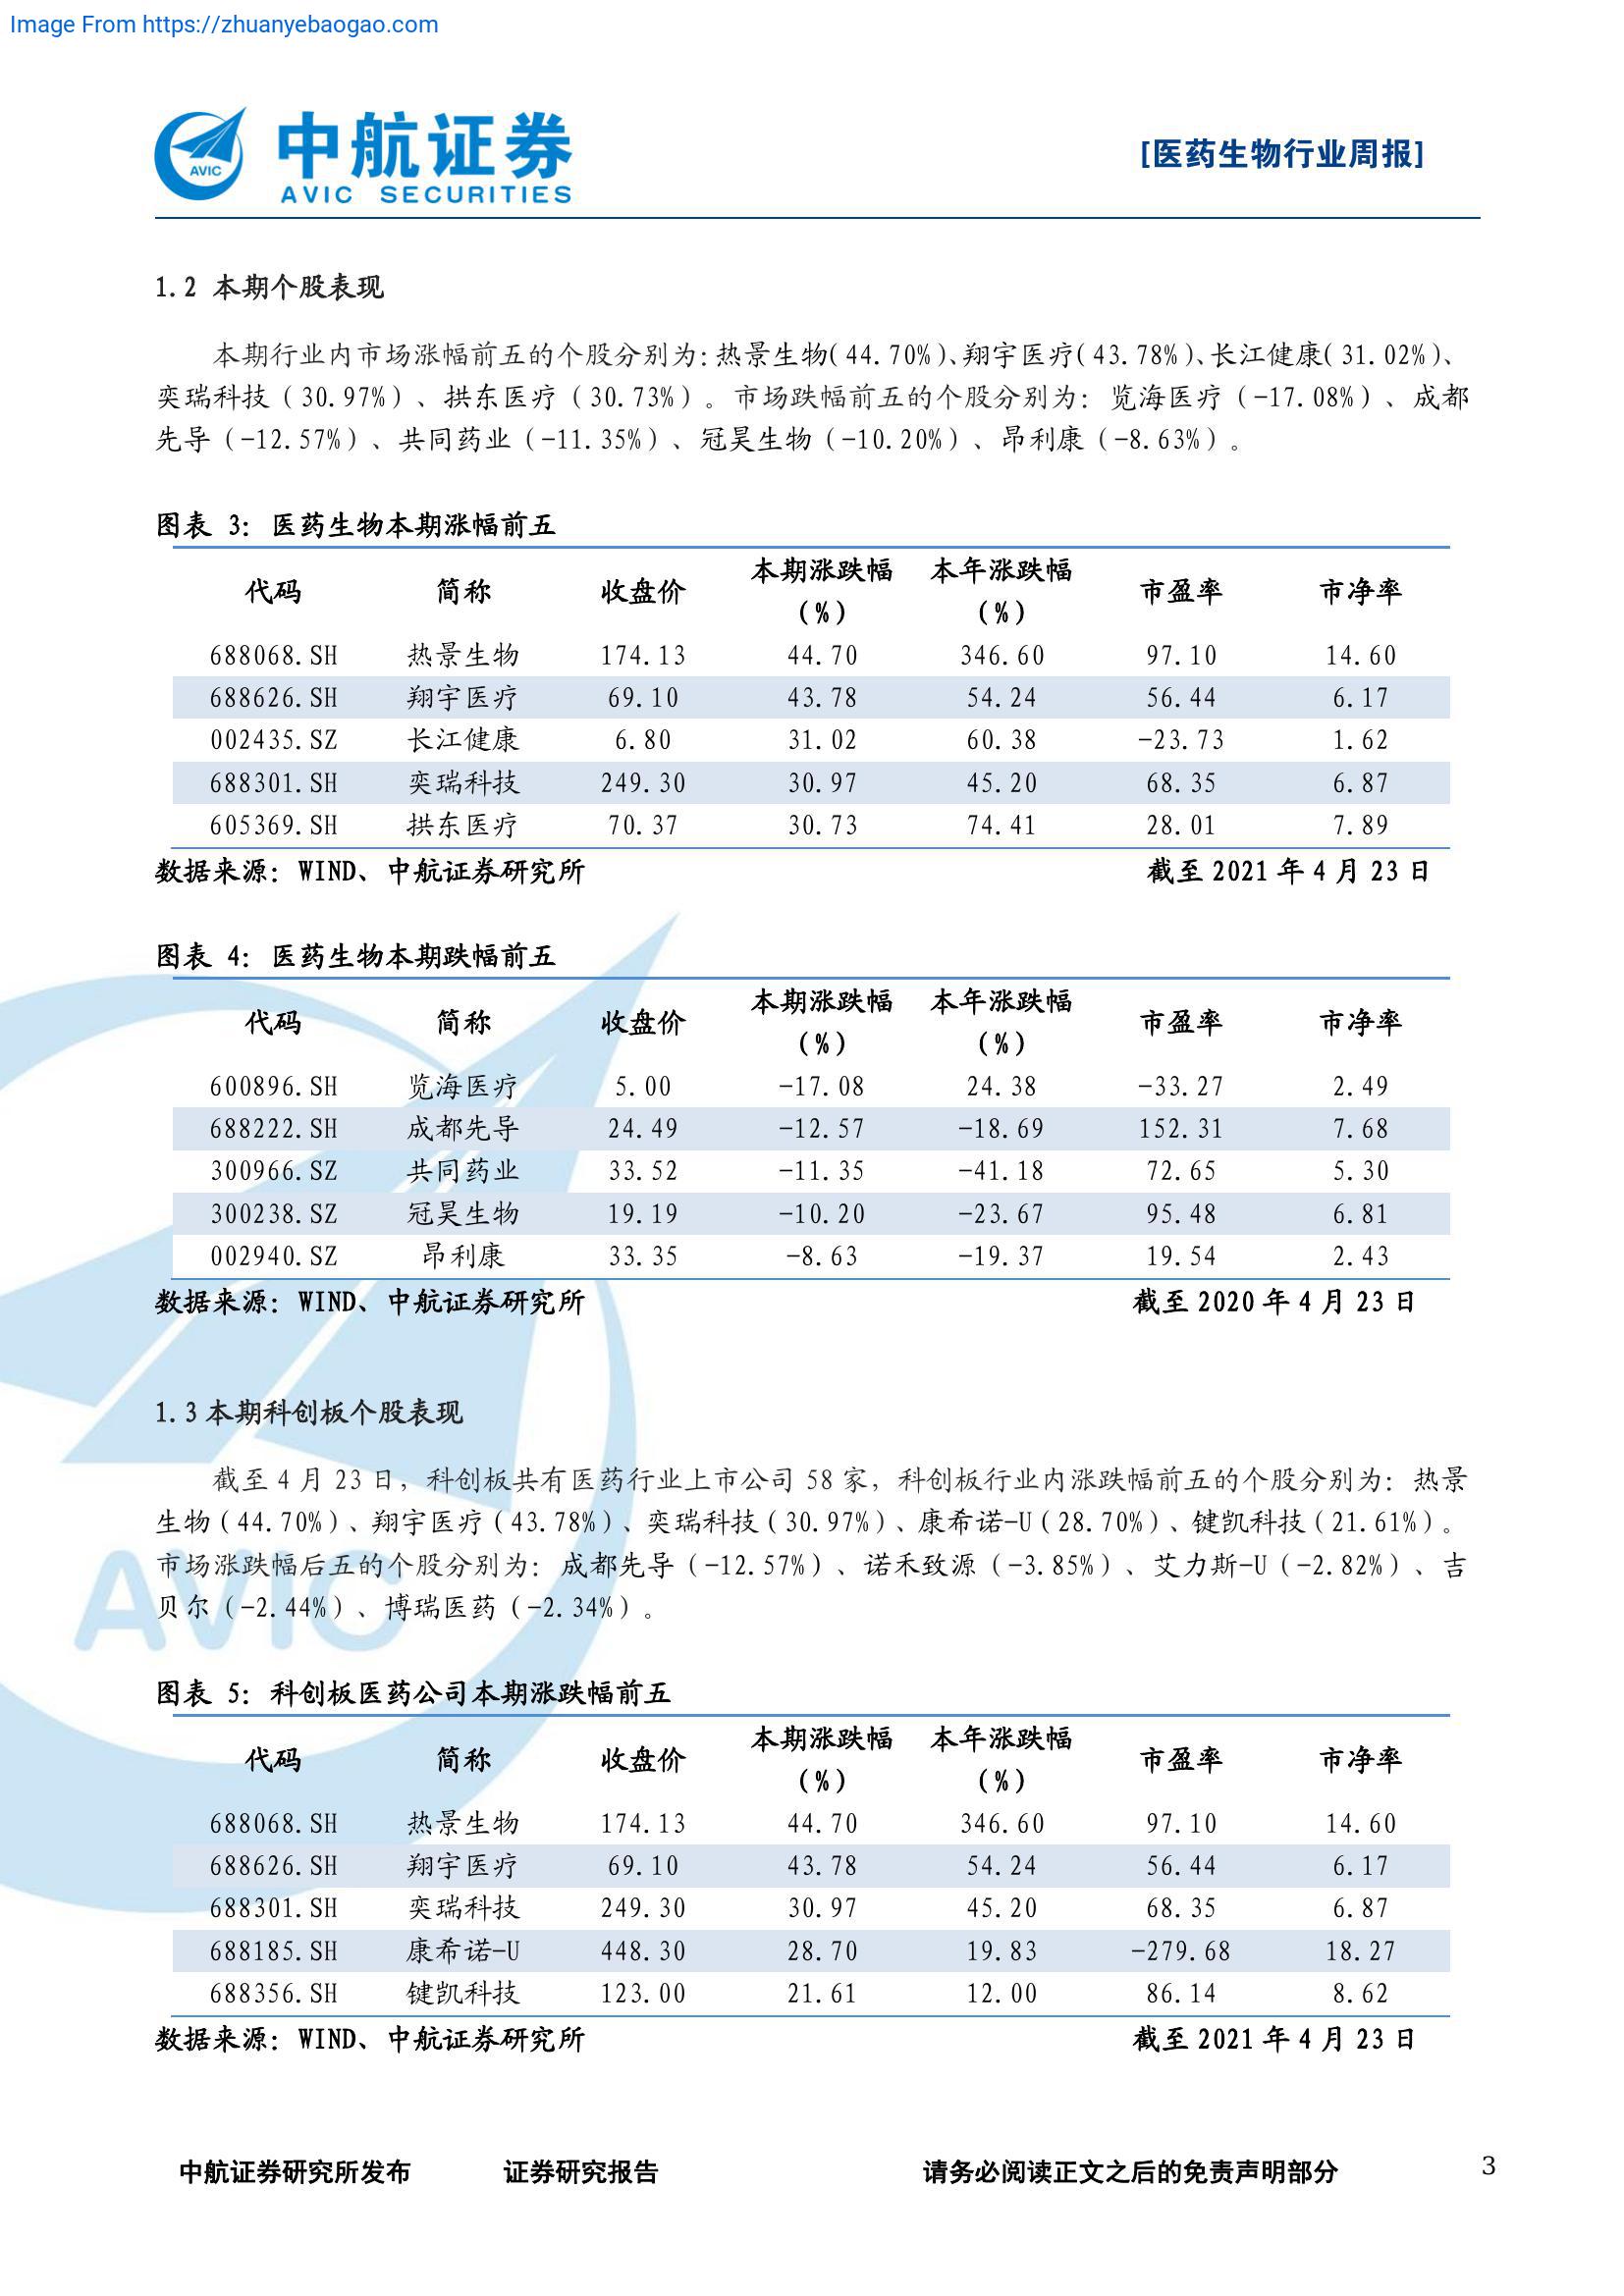 Image From https://zhuanyebaogao.com
AVIC
中航证券
AVIC SECURITIES
[医药生物行业周报]
1.2 本期个股表现
本期行业内市场涨幅前五的个股分别为:热景生物(44.70%)、翔宇医疗(43.78%)、长江健康(31.02%)、
奕瑞科技（30.97%）、拱东医疗（30.73%）。市场跌幅前五的个股分别为：览海医疗（-17.08%）、成都
先导（-12.57%）、共同药业（-11.35%）、冠昊生物（-10.20%）、昂利康（-8.63%）。
图表 3：医药生物本期涨幅前五
代码 简称 收盘价 本期涨跌幅（%） 本年涨跌幅（%） 市盈率 市净率
688068.SH 热景生物 174.13 44.70 346.60 97.10 14.60
688626.SH 翔宇医疗 69.10 43.78 54.24 56.44 6.17
002435.SZ 长江健康 6.80 31.02 60.38 -23.73 1.62
688301.SH 奕瑞科技 249.30 30.97 45.20 68.35 6.87
605369.SH 拱东医疗 70.37 30.73 74.41 28.01 7.89
数据来源：WIND、中航证券研究所 截至 2021 年 4 月 23 日
图表 4：医药生物本期跌幅前五
代码 简称 收盘价 本期涨跌幅（%） 本年涨跌幅（%） 市盈率 市净率
600896.SH 览海医疗 5.00 -17.08 24.38 -33.27 2.49
688222.SH 成都先导 24.49 -12.57 -18.69 152.31 7.68
300966.SZ 共同药业 33.52 -11.35 -41.18 72.65 5.30
300238.SZ 冠昊生物 19.19 -10.20 -23.67 95.48 6.81
002940.SZ 昂利康 33.35 -8.63 -19.37 19.54 2.43
数据来源：WIND、中航证券研究所 截至 2020 年 4 月 23 日
1.3 本期科创板个股表现
截至 4 月 23 日，科创板共有医药行业上市公司 58 家，科创板行业内涨跌幅前五的个股分别为：热景
生物（44.70%）、翔宇医疗（43.78%）、奕瑞科技（30.97%）、康希诺-U（28.70%）、键凯科技（21.61%）。
市场涨跌幅后五的个股分别为：成都先导（-12.57%）、诺禾致源（-3.85%）、艾力斯-U（-2.82%）、吉
贝尔（-2.44%）、博瑞医药（-2.34%）。
AVIC
图表 5：科创板医药公司本期涨跌幅前五
代码 简称 收盘价 本期涨跌幅（%） 本年涨跌幅（%） 市盈率 市净率
688068.SH 热景生物 174.13 44.70 346.60 97.10 14.60
688626.SH 翔宇医疗 69.10 43.78 54.24 56.44 6.17
688301.SH 奕瑞科技 249.30 30.97 45.20 68.35 6.87
688185.SH 康希诺-U 448.30 28.70 19.83 -279.68 18.27
688356.SH 键凯科技 123.00 21.61 12.00 86.14 8.62
数据来源：WIND、中航证券研究所 截至 2021 年 4 月 23 日
中航证券研究所发布 证券研究报告 请务必阅读正文之后的免责声明部分 3